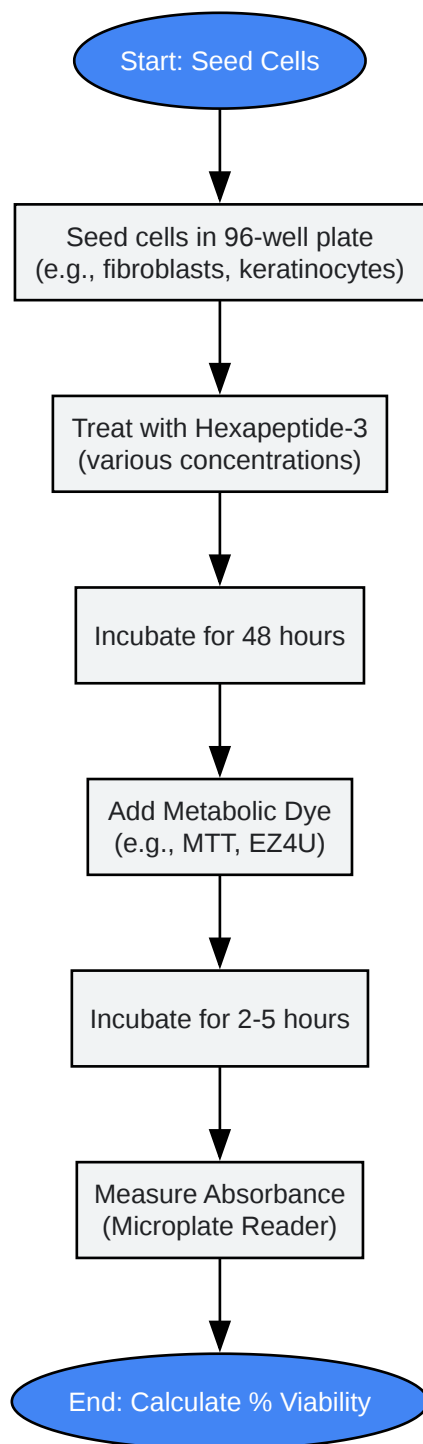 Start: Seed Cells
Seed cells in 96-well plate
(e.g., fibroblasts, keratinocytes)
Treat with Hexapeptide-3
(various concentrations)
Incubate for 48 hours
Add Metabolic Dye
(e.g., MTT, EZ4U)
Incubate for 2-5 hours
Measure Absorbance
(Microplate Reader)
End: Calculate % Viability